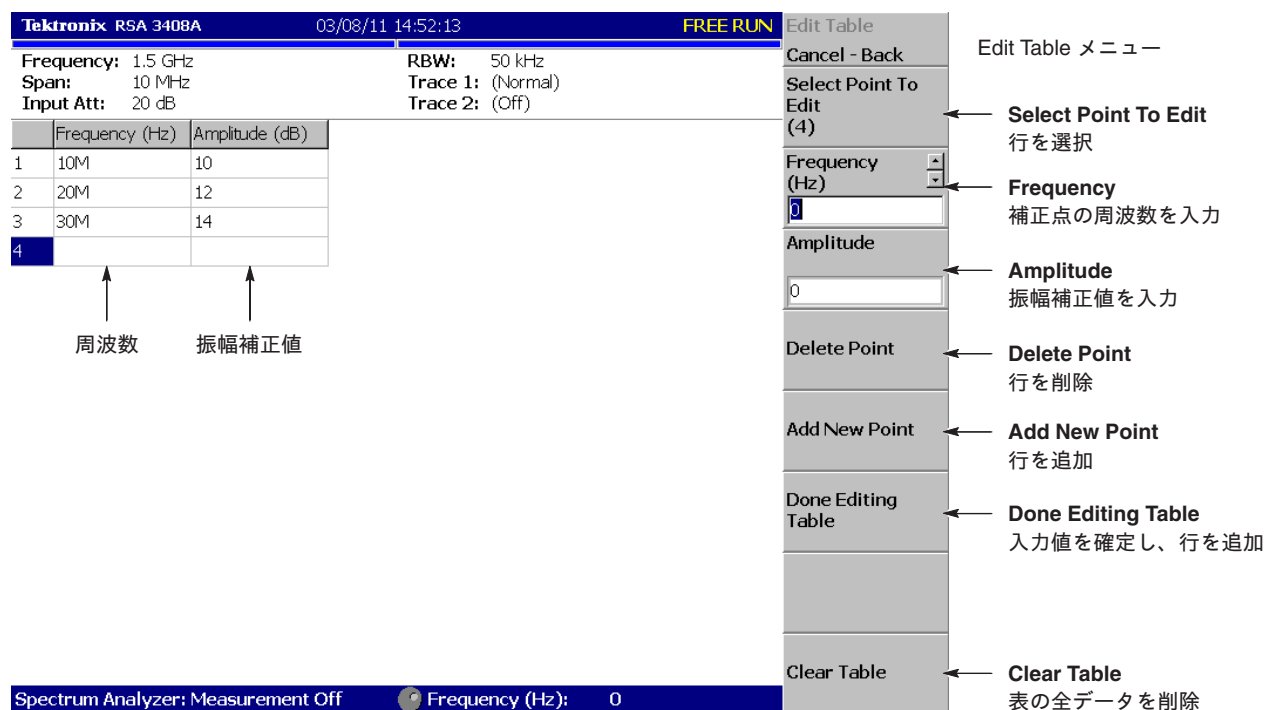 Tektronix RSA 3408A 03/08/11 14:52:13 FREE RUN
Frequency: 1.5 GHz
Span: 10 MHz
Input Att: 20 dB
RBW: 50 kHz
Trace 1: (Normal)
Trace 2: (Off)
Frequency (Hz) Amplitude (dB)
1 10M 10
2 20M 12
3 30M 14
4
周波数 振幅補正値
Edit Table
Cancel - Back
Select Point To
Edit
(4)
Frequency
(Hz)
0
Amplitude
0
Delete Point
Add New Point
Done Editing
Table
Clear Table
Spectrum Analyzer: Measurement Off Frequency (Hz): 0
Edit Table メニュー
Select Point To Edit
行を選択
Frequency
補正点の周波数を入力
Amplitude
振幅補正値を入力
Delete Point
行を削除
Add New Point
行を追加
Done Editing Table
入力値を確定し、行を追加
Clear Table
表の全データを削除